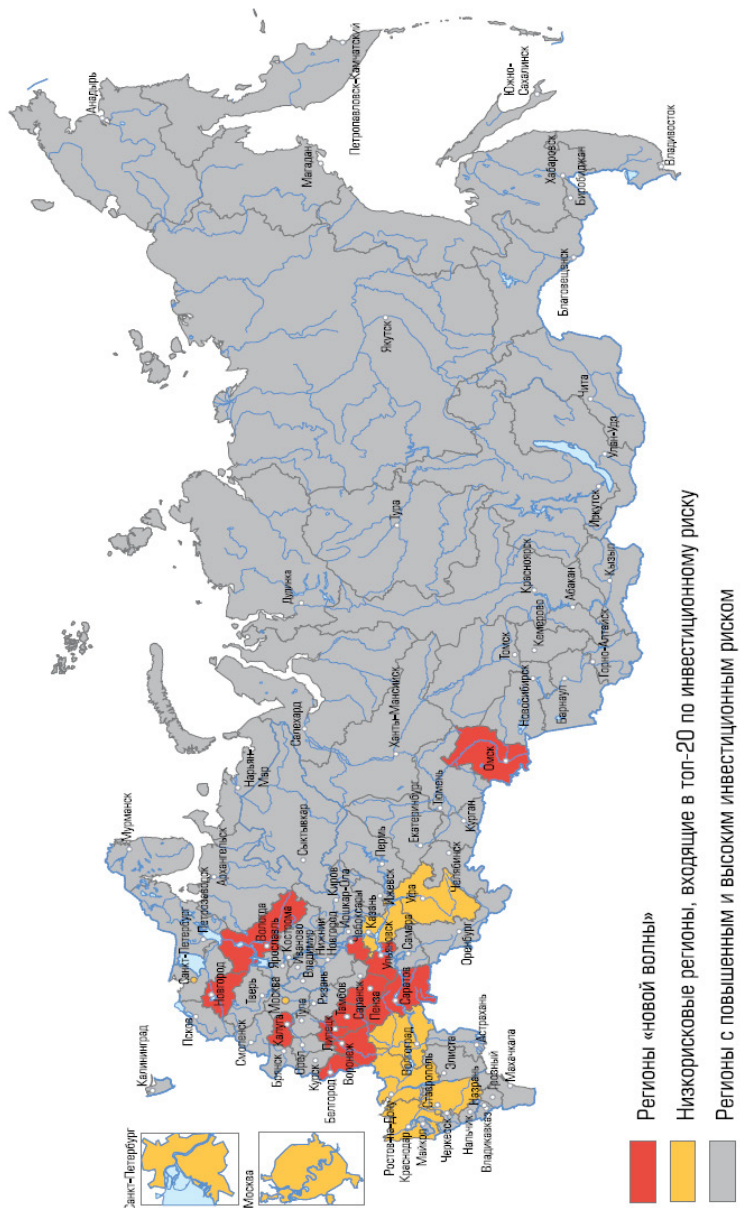 Санкт-Петербург
Москва
Калининград
Мурманск
Псков
Санкт-Петербург
Петрозаводск
Архангельск
Нарьян-
Мар
Салехард
Дудинка
Анадырь
Новгород
Вологда
Смоленск
Тверь
Москва
Ярославль
Кострома
Иваново
Владимир
Нижний
Новгород
Киров
Йошкар-Ола
Чебоксары
Казань
Сыктывкар
Пермь
Ханты-Мансийск
Тура
Якутск
Магадан
Петропавловск-Камчатский
Брянск
Калуга
Тула
Орел
Курск
Рязань
Белгород
Липецк
Воронеж
Тамбов
Саранск
Пенза
Ульяновск
Ижевск
Екатеринбург
Тюмень
Уфа
Челябинск
Курган
Самара
Саратов
Оренбург
Омск
Томск
Новосибирск
Кемерово
Красноярск
Барнаул
Абакан
Горно-Алтайск
Кызыл
Иркутск
Улан-Удэ
Чита
Благовещенск
Биробиджан
Хабаровск
Южно-
Сахалинск
Владивосток
Ростов-на-Дону
Краснодар
Майкоп
Волгоград
Ставрополь
Элиста
Астрахань
Черкесск
Нальчик
Владикавказ
Назрань
Грозный
Махачкала
Регионы «новой волны»
Низкорисковые регионы, входящие в топ-20 по инвестиционному риску
Регионы с повышенным и высоким инвестиционным риском